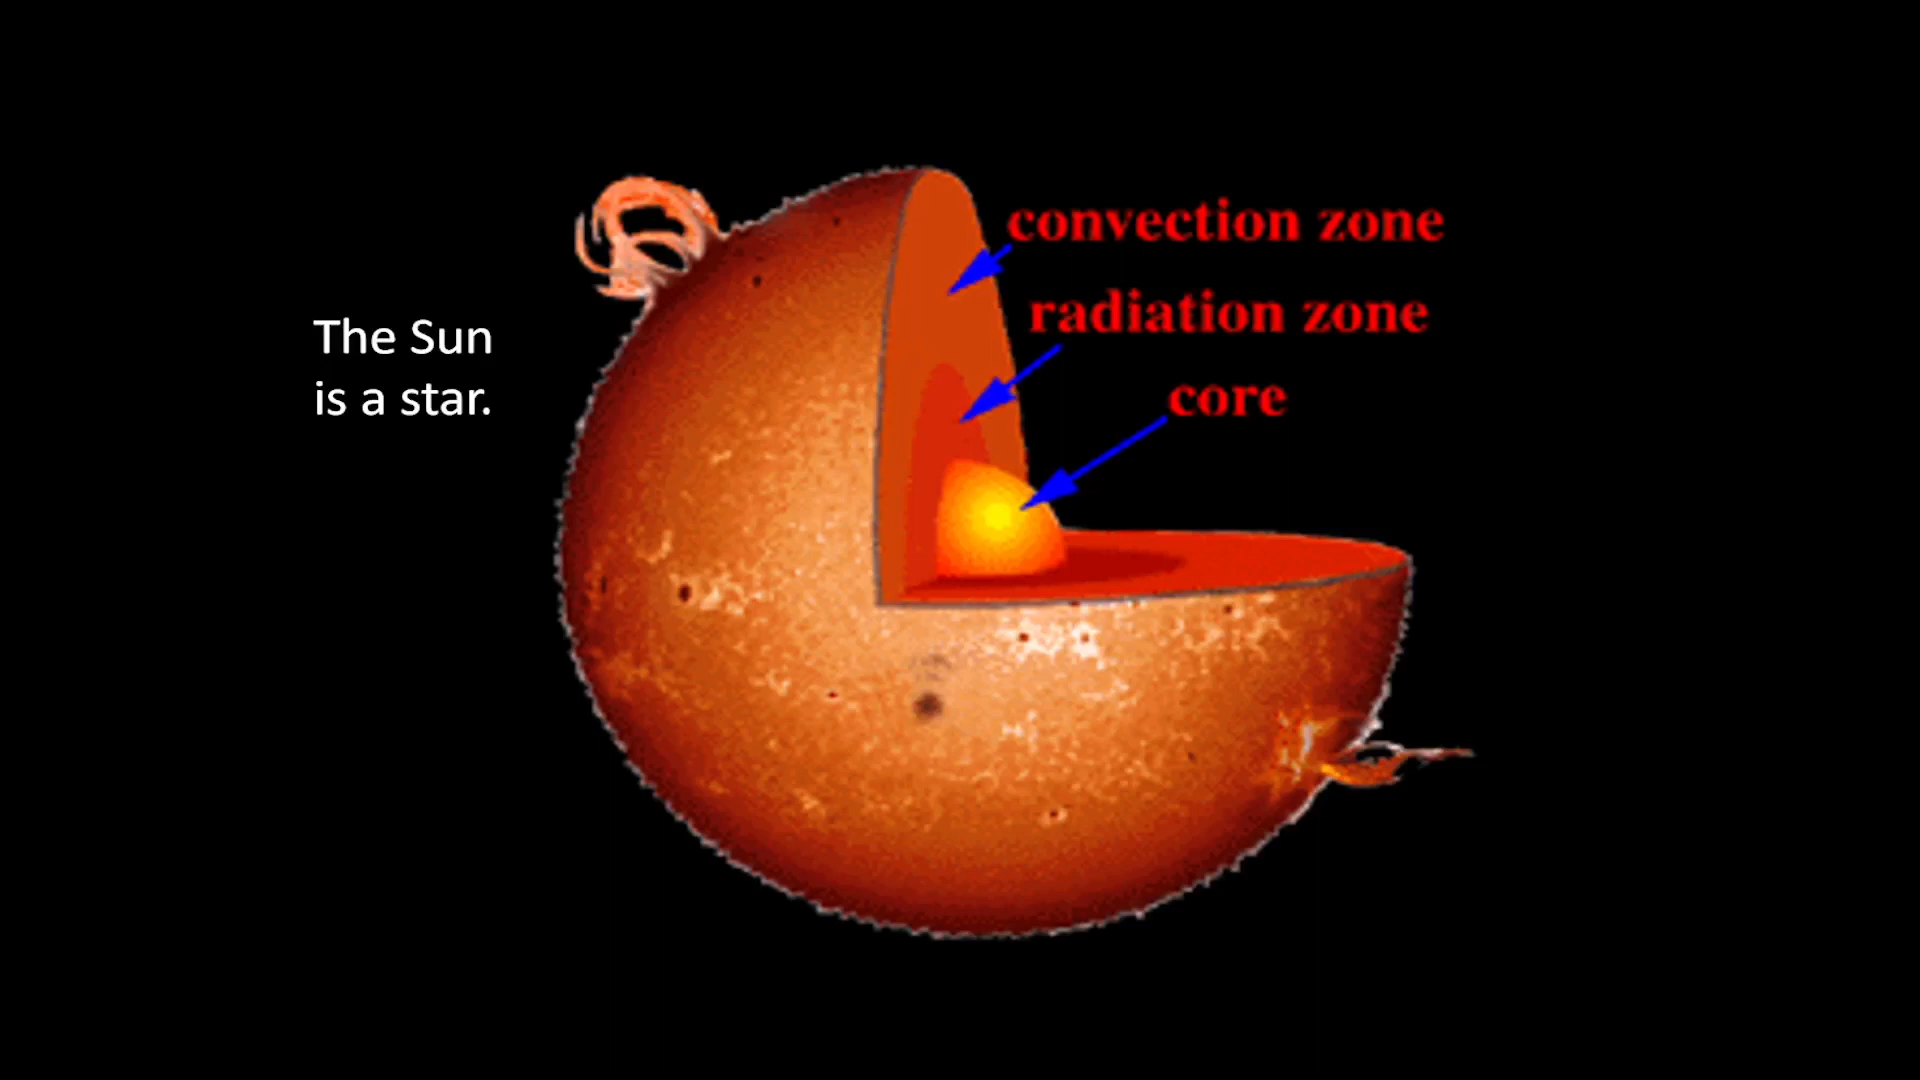 The Sun
is a star.
convection zone
radiation zone
core